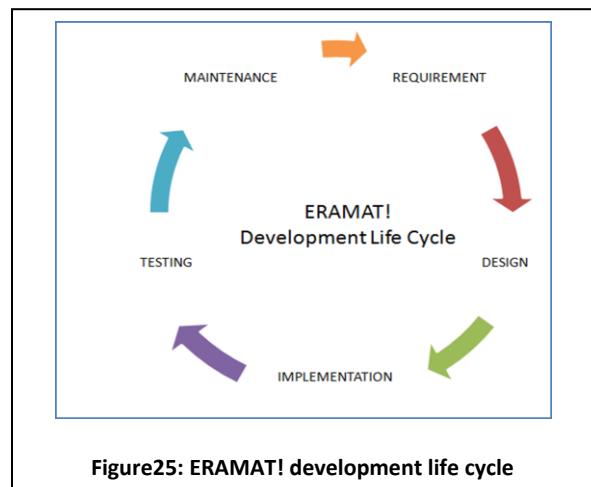 MAINTENANCE
REQUIREMENT
ERAMAT!
Development Life Cycle
TESTING
DESIGN
IMPLEMENTATION
Figure25: ERAMAT! development life cycle